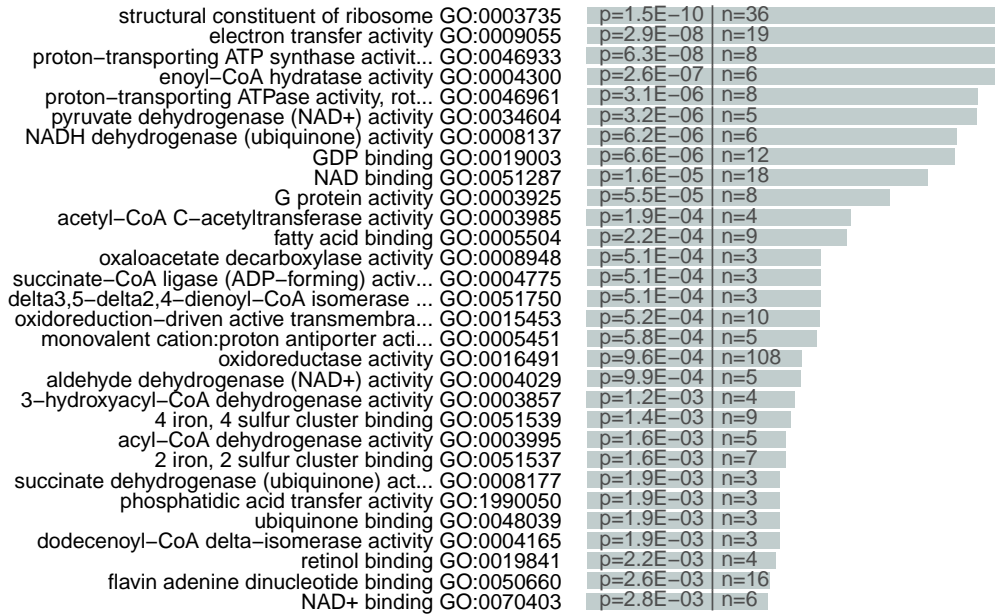 structural constituent of ribosome GO:0003735 p=1.5E−10 n=36
electron transfer activity GO:0009055 p=2.9E−08 n=19
proton−transporting ATP synthase activit... GO:0046933 p=6.3E−08 n=8
enoyl−CoA hydratase activity GO:0004300 p=2.6E−07 n=6
proton−transporting ATPase activity, rot... GO:0046961 p=3.1E−06 n=8
pyruvate dehydrogenase (NAD+) activity GO:0034604 p=3.2E−06 n=5
NADH dehydrogenase (ubiquinone) activity GO:0008137 p=6.2E−06 n=6
GDP binding GO:0019003 p=6.6E−06 n=12
NAD binding GO:0051287 p=1.6E−05 n=18
G protein activity GO:0003925 p=5.5E−05 n=8
acetyl−CoA C−acetyltransferase activity GO:0003985 p=1.9E−04 n=4
fatty acid binding GO:0005504 p=2.2E−04 n=9
oxaloacetate decarboxylase activity GO:0008948 p=5.1E−04 n=3
succinate−CoA ligase (ADP−forming) activ... GO:0004775 p=5.1E−04 n=3
delta3,5−delta2,4−dienoyl−CoA isomerase ... GO:0051750 p=5.1E−04 n=3
oxidoreduction−driven active transmembra... GO:0015453 p=5.2E−04 n=10
monovalent cation:proton antiporter acti... GO:0005451 p=5.8E−04 n=5
oxidoreductase activity GO:0016491 p=9.6E−04 n=108
aldehyde dehydrogenase (NAD+) activity GO:0004029 p=9.9E−04 n=5
3−hydroxyacyl−CoA dehydrogenase activity GO:0003857 p=1.2E−03 n=4
4 iron, 4 sulfur cluster binding GO:0051539 p=1.4E−03 n=9
acyl−CoA dehydrogenase activity GO:0003995 p=1.6E−03 n=5
2 iron, 2 sulfur cluster binding GO:0051537 p=1.6E−03 n=7
succinate dehydrogenase (ubiquinone) act... GO:0008177 p=1.9E−03 n=3
phosphatidic acid transfer activity GO:1990050 p=1.9E−03 n=3
ubiquinone binding GO:0048039 p=1.9E−03 n=3
dodecenoyl−CoA delta−isomerase activity GO:0004165 p=1.9E−03 n=3
retinol binding GO:0019841 p=2.2E−03 n=4
flavin adenine dinucleotide binding GO:0050660 p=2.6E−03 n=16
NAD+ binding GO:0070403 p=2.8E−03 n=6